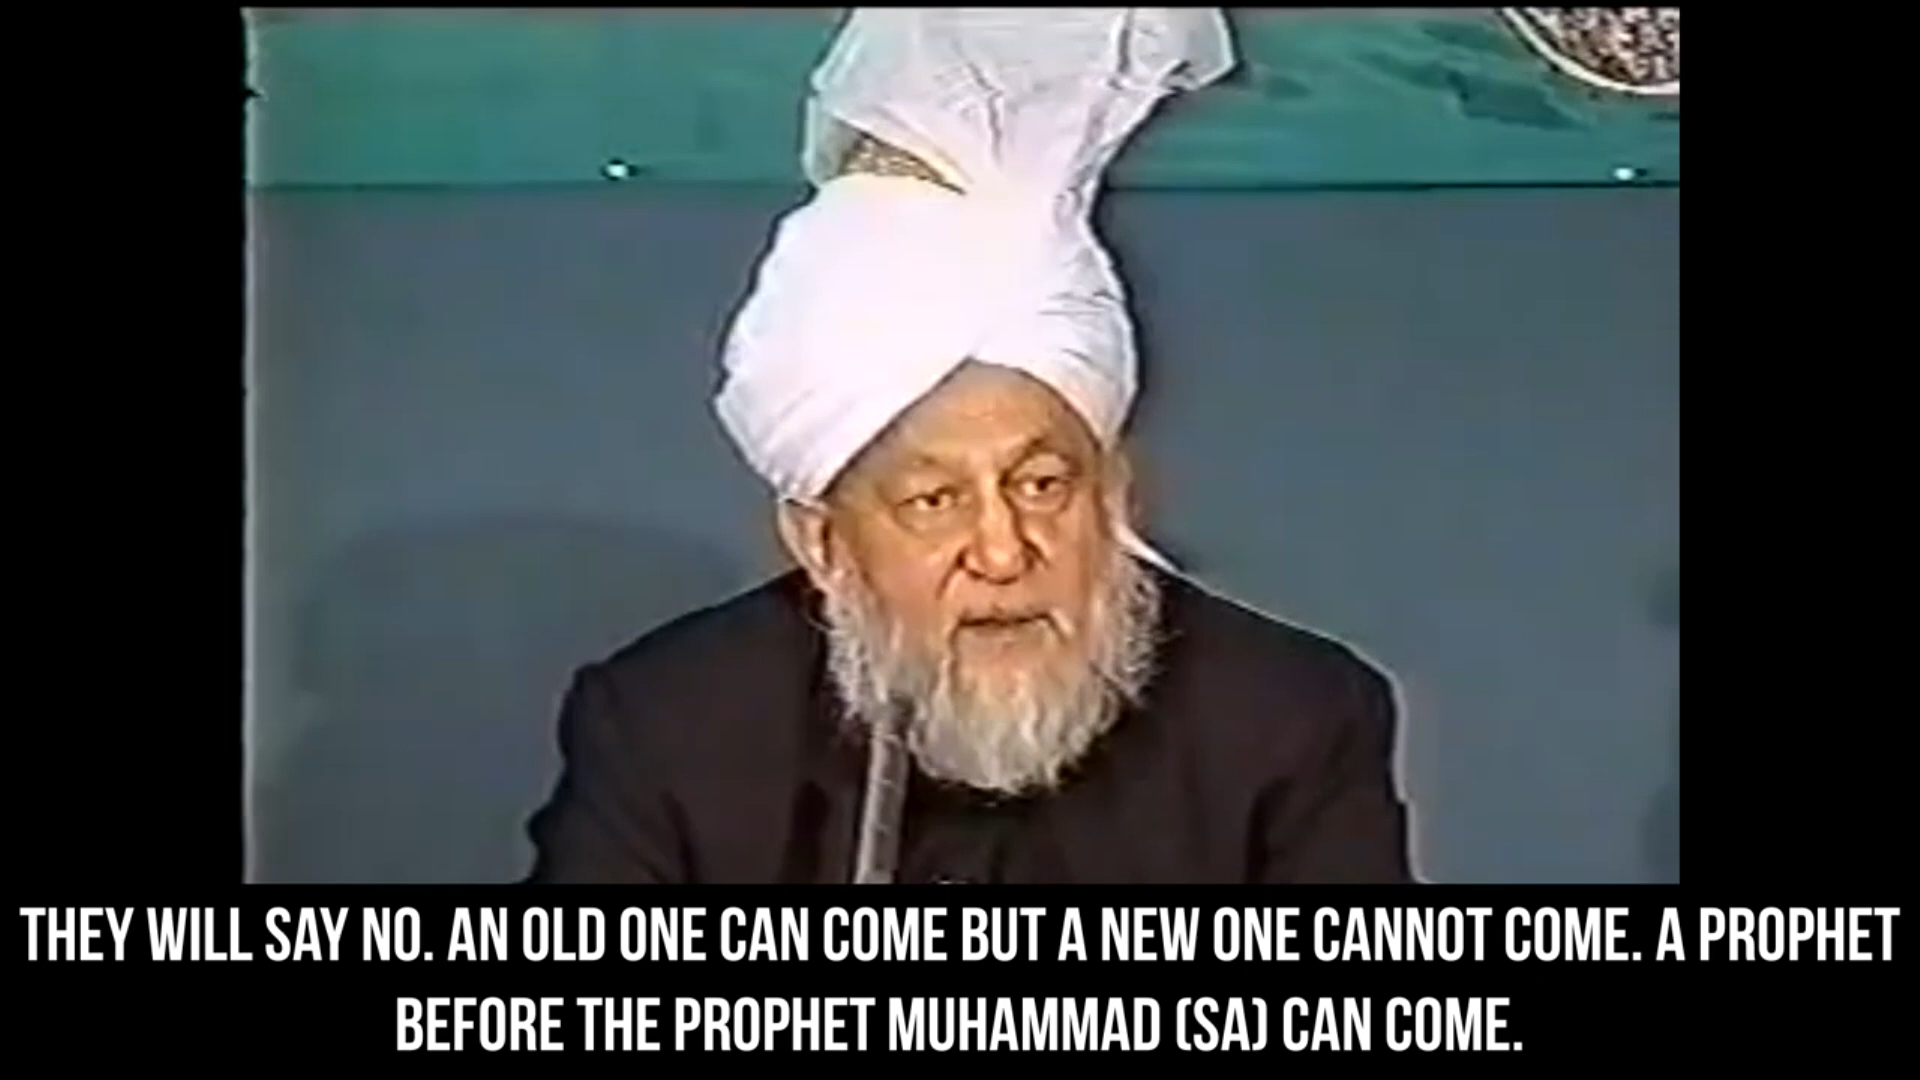 THEY WILL SAY NO. AN OLD ONE CAN COME BUT A NEW ONE CANNOT COME. A PROPHET
BEFORE THE PROPHET MUHAMMAD (SA) CAN COME.